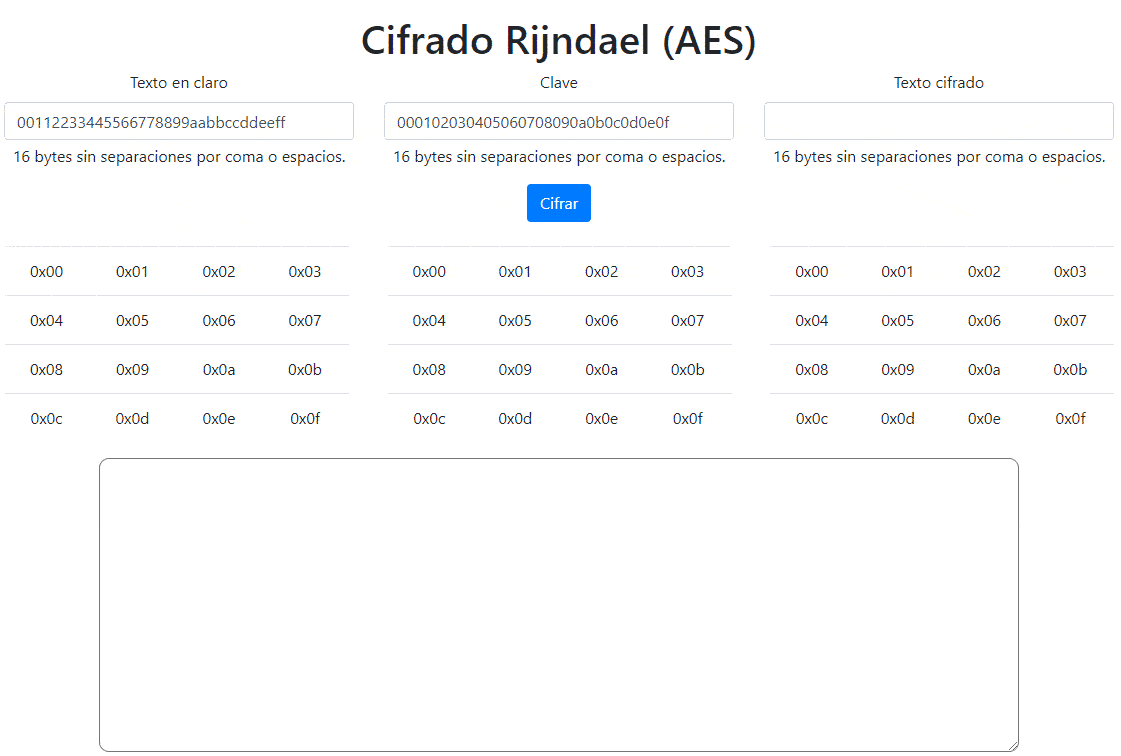 Cifrado Rijndael (AES)
Texto en claro Clave Texto cifrado
00112233445566778899aabbccddeeff 000102030405060708090a0b0c0d0e0f
16 bytes sin separaciones por coma o espacios. 16 bytes sin separaciones por coma o espacios. 16 bytes sin separaciones por coma o espacios.
Cifrar
0x00 0x01 0x02 0x03 0x00 0x01 0x02 0x03 0x00 0x01 0x02 0x03
0x04 0x05 0x06 0x07 0x04 0x05 0x06 0x07 0x04 0x05 0x06 0x07
0x08 0x09 0x0a 0x0b 0x08 0x09 0x0a 0x0b 0x08 0x09 0x0a 0x0b
0x0c 0x0d 0x0e 0x0f 0x0c 0x0d 0x0e 0x0f 0x0c 0x0d 0x0e 0x0f